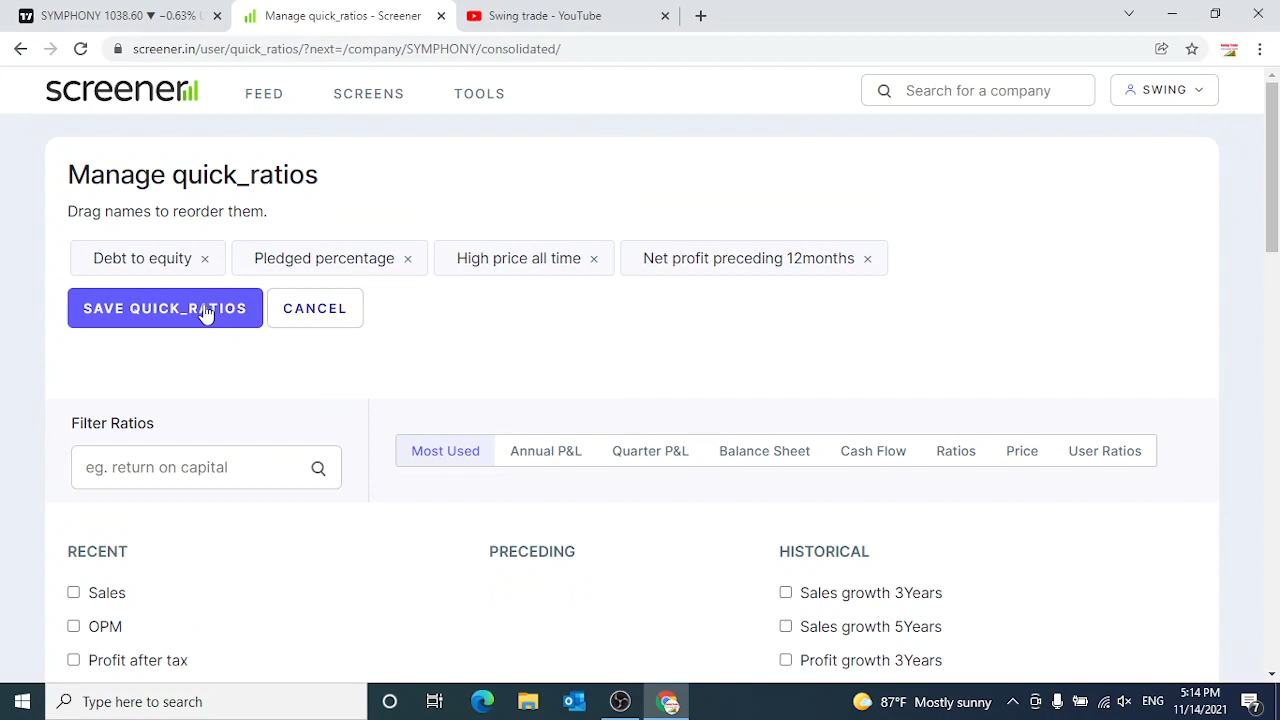 SYMPHONY 1038.60 ▼ −0.63% U
Manage quick_ratios - Screener
Swing trade - YouTube
screener.in/user/quick_ratios/?next=/company/SYMPHONY/consolidated/
screener
FEED
SCREENS
TOOLS
Search for a company
SWING
Manage quick_ratios
Drag names to reorder them.
Debt to equity × Pledged percentage × High price all time × Net profit preceding 12months ×
SAVE QUICK_RATIOS CANCEL
Filter Ratios
eg. return on capital
Most Used Annual P&L Quarter P&L Balance Sheet Cash Flow Ratios Price User Ratios
RECENT PRECEDING HISTORICAL
Sales Sales growth 3Years
OPM Sales growth 5Years
Profit after tax Profit growth 3Years
Type here to search
87°F Mostly sunny
ENG
5:14 PM
11/14/2021
7